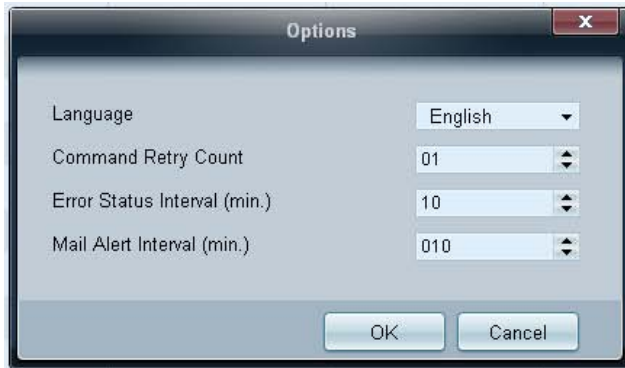 Options
x
Language English
Command Retry Count 01
Error Status Interval (min.) 10
Mail Alert Interval (min.) 010
OK Cancel